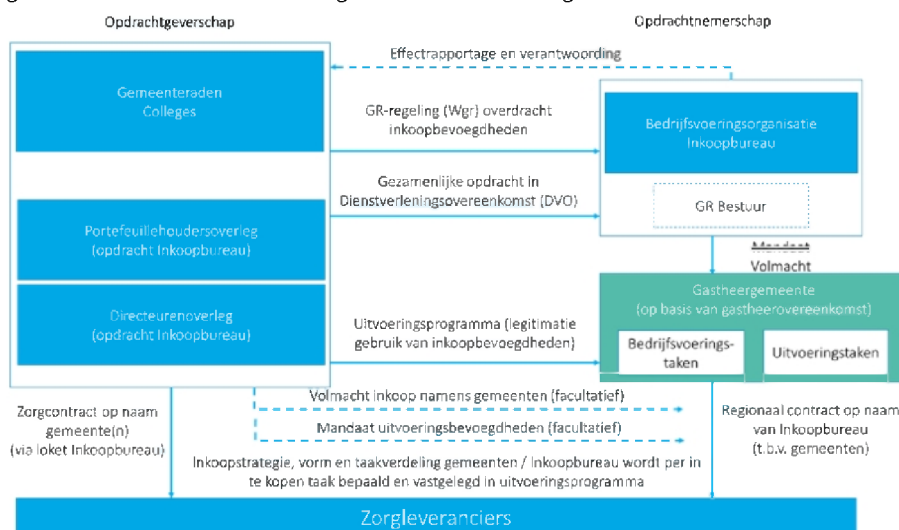 Opdrachtgeverschap
Opdrachtnemerschap
Effectrapportage en verantwoording
Gemeenteraden
Colleges
GR-regeling (Wgr) overdracht
inkoopbevoegdheden
Bedrijfsvoeringsorganisatie
Inkoopbureau
Gezamenlijke opdracht in
Dienstverleningsovereenkomst (DVO)
GR Bestuur
Portefeuillehoudersoverleg
(opdracht Inkoopbureau)
Mandaat
Volmacht
Gastheergemeente
(op basis van gastheerovereenkomst)
Directeurenoverleg
(opdracht Inkoopbureau)
Uitvoeringsprogramma (legitimatie
gebruik van inkoopbevoegdheden)
Bedrijfsvoerings-
taken
Uitvoeringstaken
Volmacht inkoop namens gemeenten (facultatief)
Mandaat uitvoeringsbevoegdheden (facultatief)
Zorgcontract op naam
gemeente(n)
(via loket Inkoopbureau)
Regionaal contract op naam
van Inkoopbureau
(t.b.v. gemeenten)
Inkoopstrategie, vorm en taakverdeling gemeenten / Inkoopbureau wordt per in
te kopen taak bepaald en vastgelegd in uitvoeringsprogramma
Zorgleveranciers